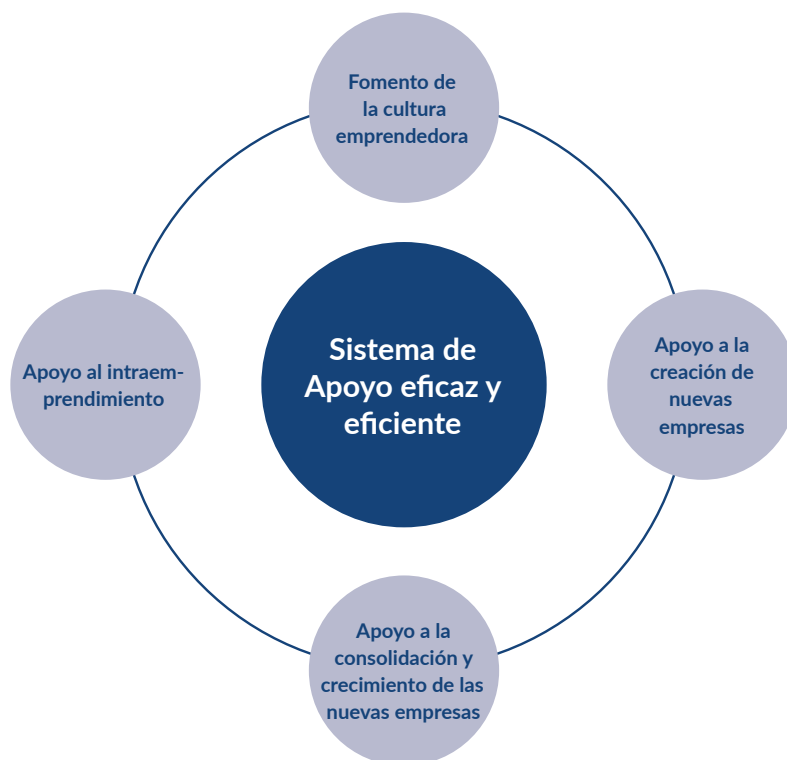 Fomento de
la cultura
emprendedora
Sistema de
Apoyo eficaz y
eficiente
Apoyo al intraem-
prendimiento
Apoyo a la
creación de
nuevas
empresas
Apoyo a la
consolidación y
crecimiento de las
nuevas empresas